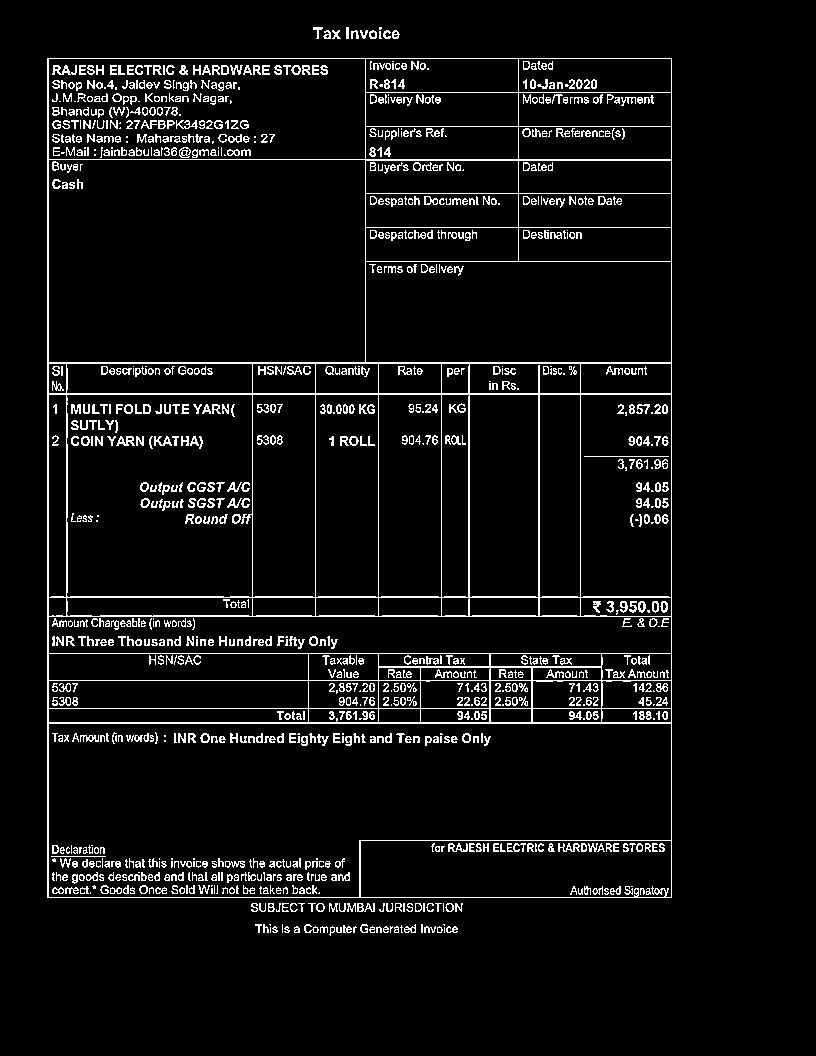 Tax Invoice
RAJESH ELECTRIC & HARDWARE STORES
Shop No.4, Jaidev Singh Nagar,
J.M.Road Opp. Konkan Nagar,
Bhandup (W)-400078.
GSTIN/UIN: 27AFBPK3492G1ZG
State Name : Maharashtra, Code : 27
E-Mail : jainbabulal36@gmail.com
Invoice No. Dated
R-814 10-Jan-2020
Delivery Note Mode/Terms of Payment
Supplier's Ref. Other Reference(s)
814
Buyer
Cash
Buyer's Order No. Dated
Despatch Document No. Delivery Note Date
Despatched through Destination
Terms of Delivery
Sl Description of Goods HSN/SAC Quantity Rate per Disc Disc. % Amount
No. in Rs.
1 MULTI FOLD JUTE YARN( 5307 30.000 KG 95.24 KG 2,857.20
SUTLY)
2 COIN YARN (KATHA) 5308 1 ROLL 904.76 ROLL 904.76
3,761.96
Output CGST A/C 94.05
Output SGST A/C 94.05
Less : Round Off (-)0.06
Total ₹ 3,950.00
Amount Chargeable (in words) E. & O.E
INR Three Thousand Nine Hundred Fifty Only
HSN/SAC Taxable Central Tax State Tax Total
Value Rate Amount Rate Amount Tax Amount
5307 2,857.20 2.50% 71.43 2.50% 71.43 142.86
5308 904.76 2.50% 22.62 2.50% 22.62 45.24
Total 3,761.96 94.05 94.05 188.10
Tax Amount (in words) : INR One Hundred Eighty Eight and Ten paise Only
Declaration
* We declare that this invoice shows the actual price of
the goods described and that all particulars are true and
correct.* Goods Once Sold Will not be taken back.
for RAJESH ELECTRIC & HARDWARE STORES
Authorised Signatory
SUBJECT TO MUMBAI JURISDICTION
This is a Computer Generated Invoice